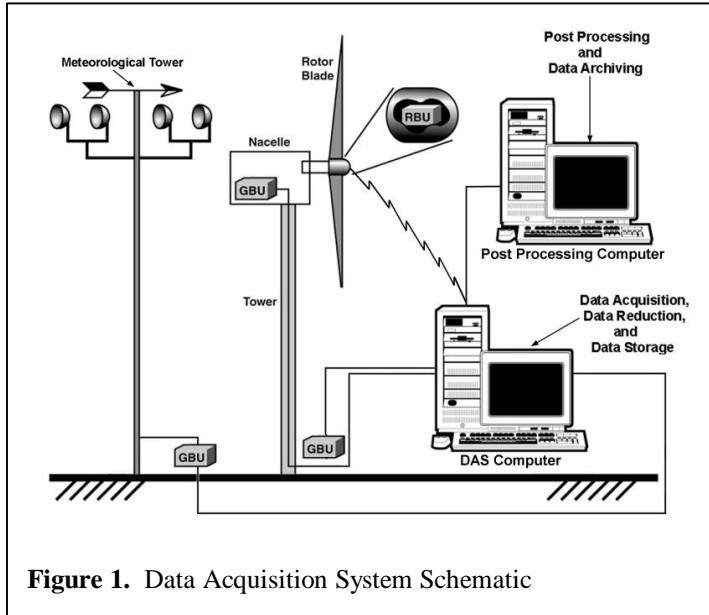 Meteorological Tower
Rotor
Blade
RBU
Post Processing
and
Data Archiving
Nacelle
GBU
Post Processing Computer
Tower
Data Acquisition,
Data Reduction,
and
Data Storage
GBU
GBU
DAS Computer
Figure 1. Data Acquisition System Schematic